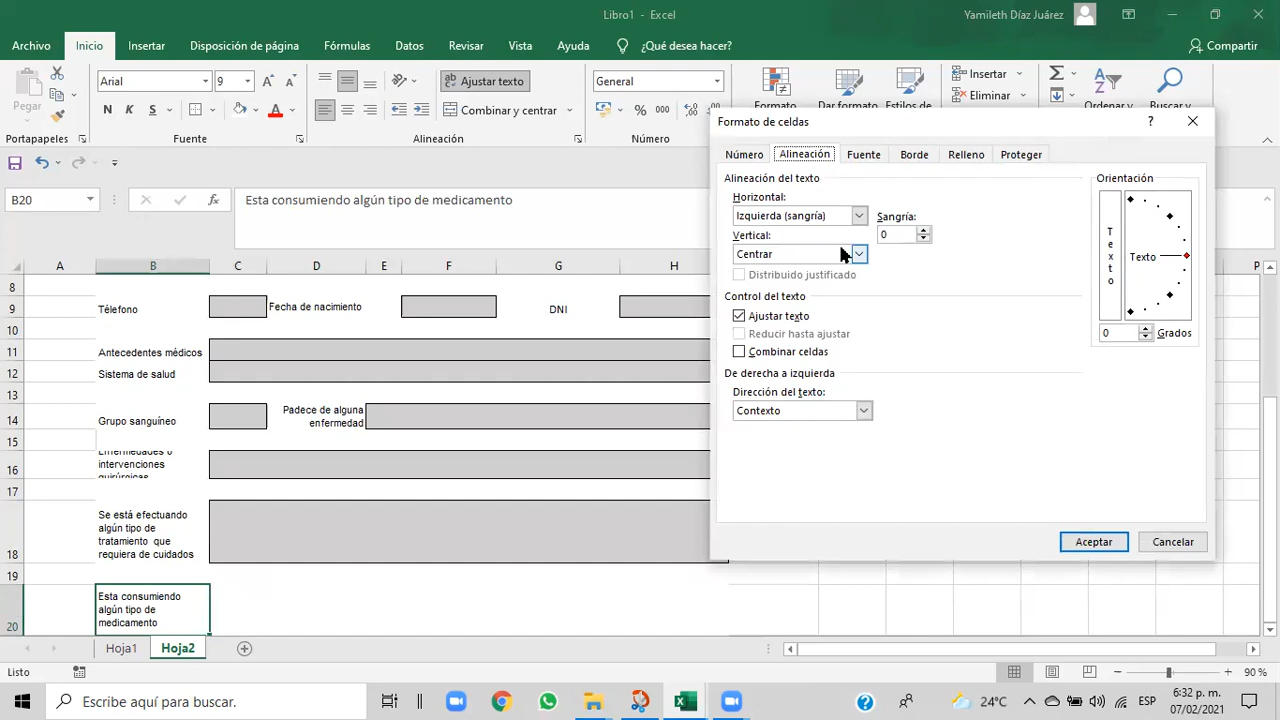 Libro1 - Excel
Yamileth Díaz Juárez
Archivo Inicio Insertar Disposición de página Fórmulas Datos Revisar Vista Ayuda ¿Qué desea hacer? Compartir
Pegar
Arial 9
N K S
Ajustar texto
Combinar y centrar
General
% 000
Formato
Dar formato
Estilos de
Insertar
Eliminar
Ordenar y
Buscar y
Portapapeles Fuente Alineación Número
B20
Esta consumiendo algún tipo de medicamento
A B C D E F G H P
8
9 Télefono Fecha de nacimiento DNI
10
11 Antecedentes médicos
12 Sistema de salud
13
14 Grupo sanguíneo Padece de alguna
enfermedad
15
16 Enfermedades o
intervenciones
quirúrgicas
17
18 Se está efectuando
algún tipo de
tratamiento que
requiera de cuidados
19
20 Esta consumiendo
algún tipo de
medicamento
Formato de celdas
Número Alineación Fuente Borde Relleno Proteger
Alineación del texto
Horizontal:
Izquierda (sangría)
Sangría:
0
Vertical:
Centrar
Distribuido justificado
Control del texto
Ajustar texto
Reducir hasta ajustar
Combinar celdas
De derecha a izquierda
Dirección del texto:
Contexto
Orientación
Texto
Texto
0 Grados
Aceptar Cancelar
Hoja1 Hoja2
Listo
90 %
Escribe aquí para buscar.
24°C
ESP
6:32 p. m.
07/02/2021